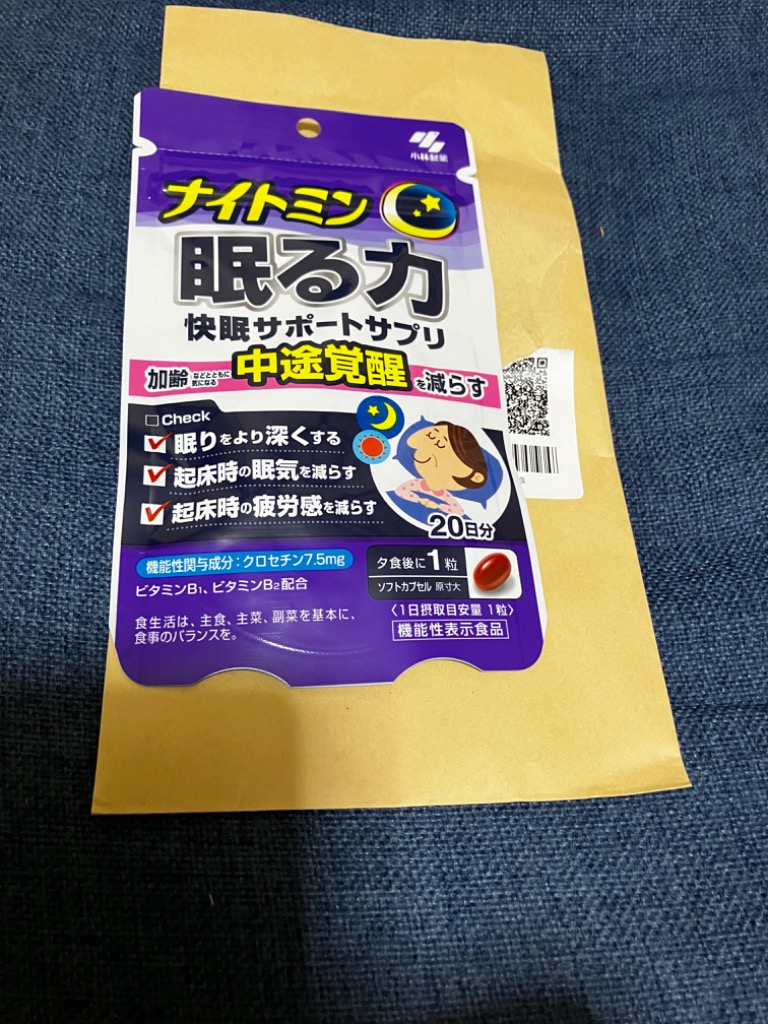 小林製薬
ナイトミン
眠る力
快眠サポートサプリ
加齢などとともに気になる中途覚醒を減らす
Check
眠りをより深くする
起床時の眠気を減らす
起床時の疲労感を減らす
20日分
機能性関与成分：クロセチン7.5mg
ビタミンB1、ビタミンB2配合
夕食後に1粒
ソフトカプセル 原寸大
〈1日摂取目安量 1粒〉
機能性表示食品
食生活は、主食、主菜、副菜を基本に、
食事のバランスを。